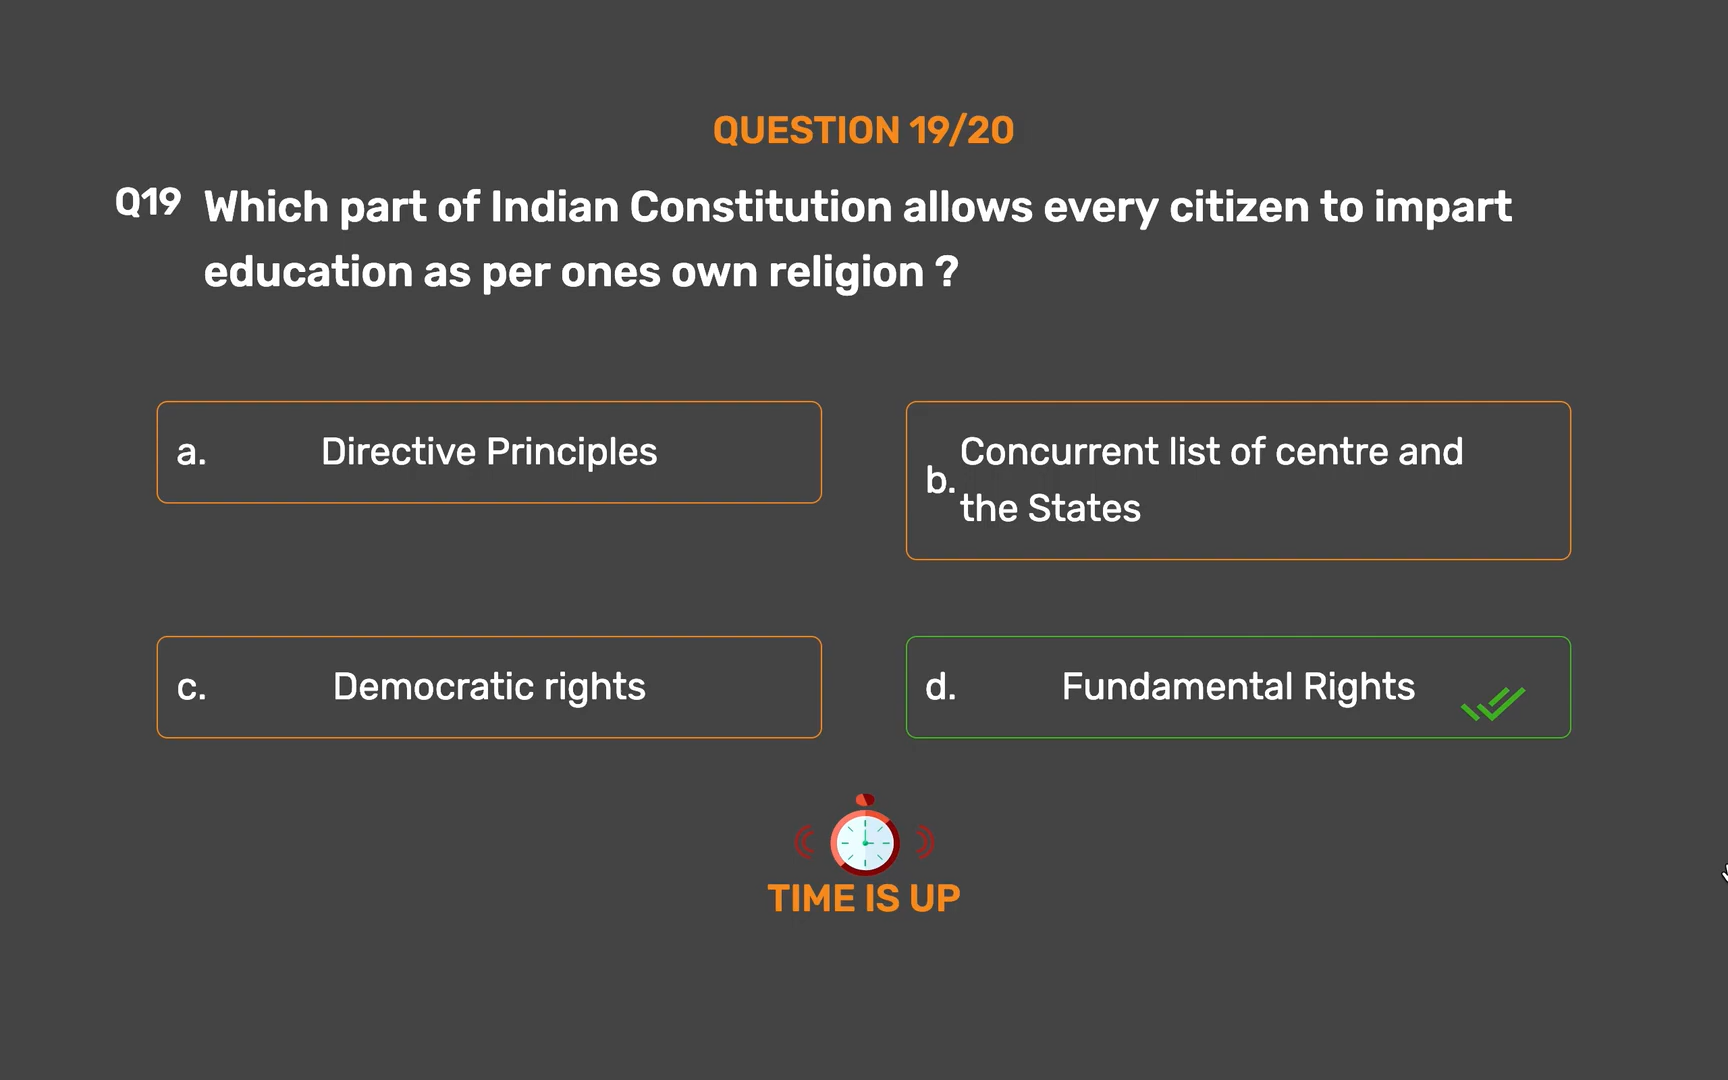 QUESTION 19/20
Q19 Which part of Indian Constitution allows every citizen to impart
education as per ones own religion ?
a. Directive Principles
b. Concurrent list of centre and
the States
c. Democratic rights
d. Fundamental Rights
TIME IS UP